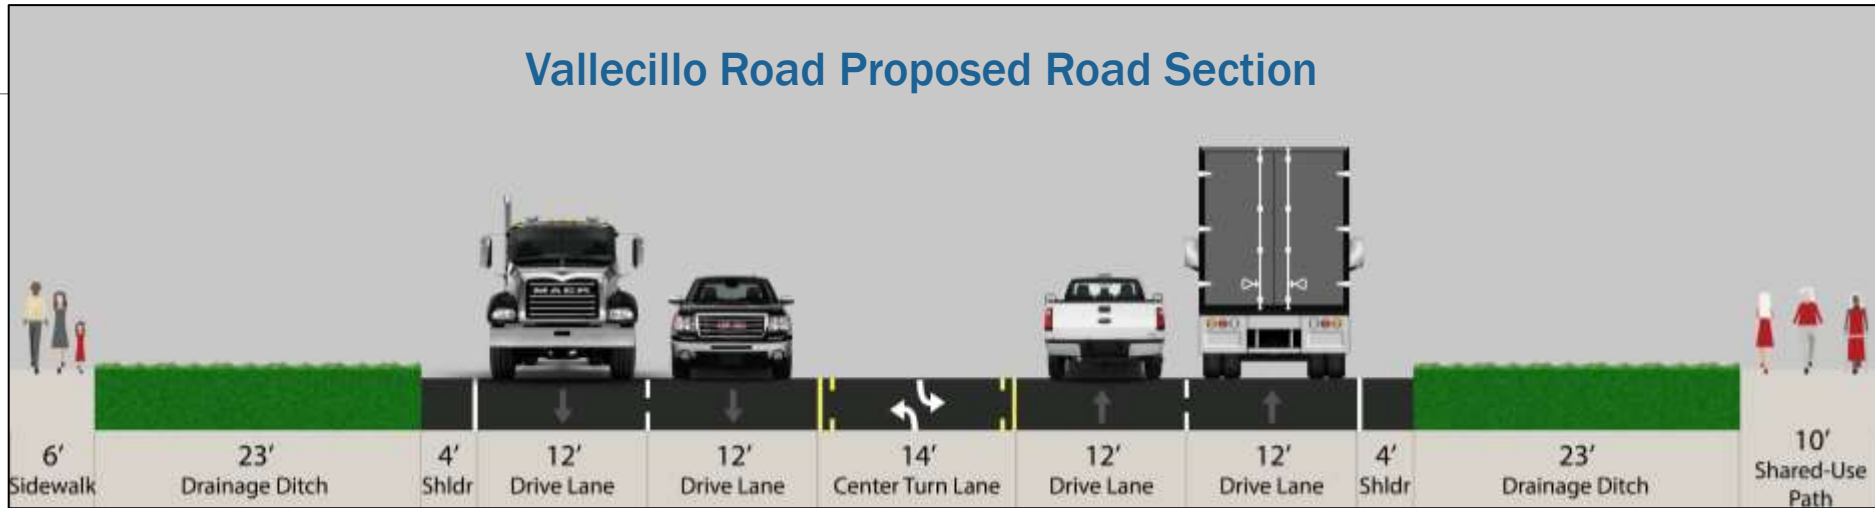 Vallecillo Road Proposed Road Section
MACK
6'
Sidewalk
23'
Drainage Ditch
4'
Shldr
12'
Drive Lane
12'
Drive Lane
14'
Center Turn Lane
12'
Drive Lane
12'
Drive Lane
4'
Shldr
23'
Drainage Ditch
10'
Shared-Use
Path